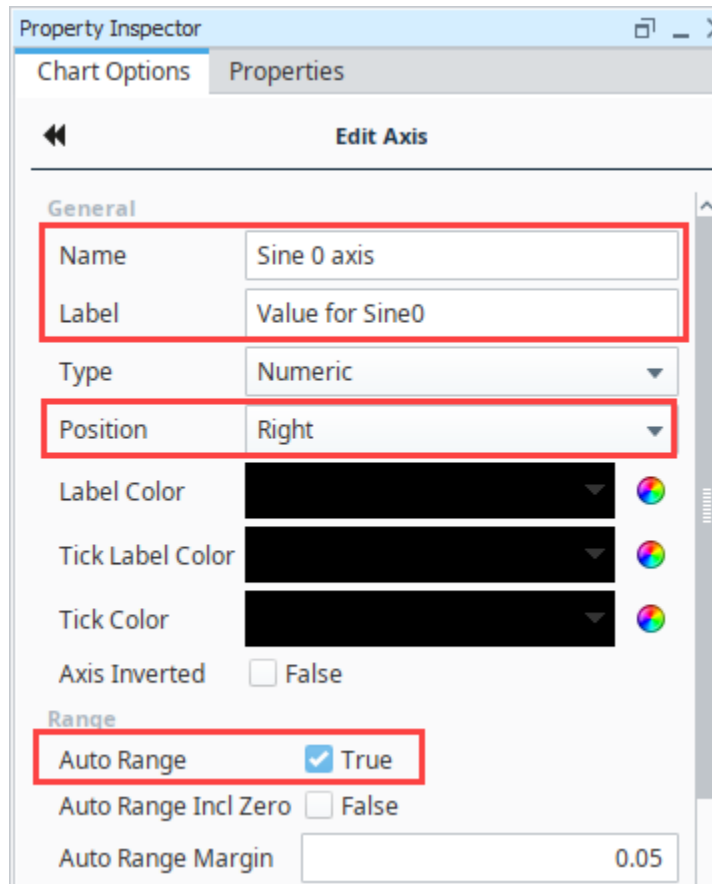 Property Inspector
Chart Options Properties
Edit Axis
General
Name Sine 0 axis
Label Value for Sine0
Type Numeric
Position Right
Label Color
Tick Label Color
Tick Color
Axis Inverted False
Range
Auto Range True
Auto Range Incl Zero False
Auto Range Margin 0.05